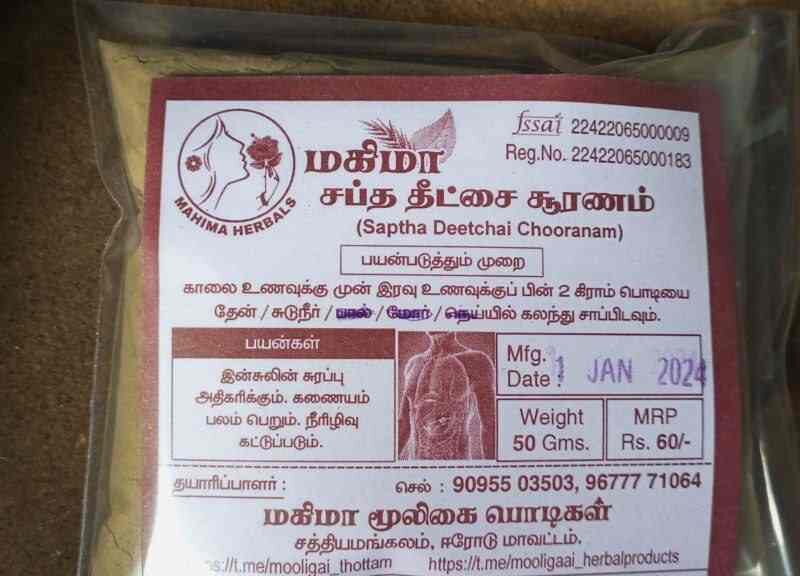 fssai 22422065000009
Reg.No. 22422065000183
MAHIMA HERBALS
மகிமா
சப்த தீட்சை சூரணம்
(Saptha Deetchai Chooranam)
பயன்படுத்தும் முறை
காலை உணவுக்கு முன் இரவு உணவுக்குப் பின் 2 கிராம் பொடியை
தேன் / சுடுநீர் / பால் / மோர் / நெய்யில் கலந்து சாப்பிடவும்.
பயன்கள்
இன்சுலின் சுரப்பு
அதிகரிக்கும். கணையம்
பலம் பெறும். நீரிழிவு
கட்டுப்படும்.
Mfg.
Date : 1 JAN 2024
Weight
50 Gms.
MRP
Rs. 60/-
தயாரிப்பாளர் :
செல் : 90955 03503, 96777 71064
மகிமா மூலிகை பொடிகள்
சத்தியமங்கலம், ஈரோடு மாவட்டம்.
s://t.me/mooligai_thottam https://t.me/mooligaai_herbalproducts